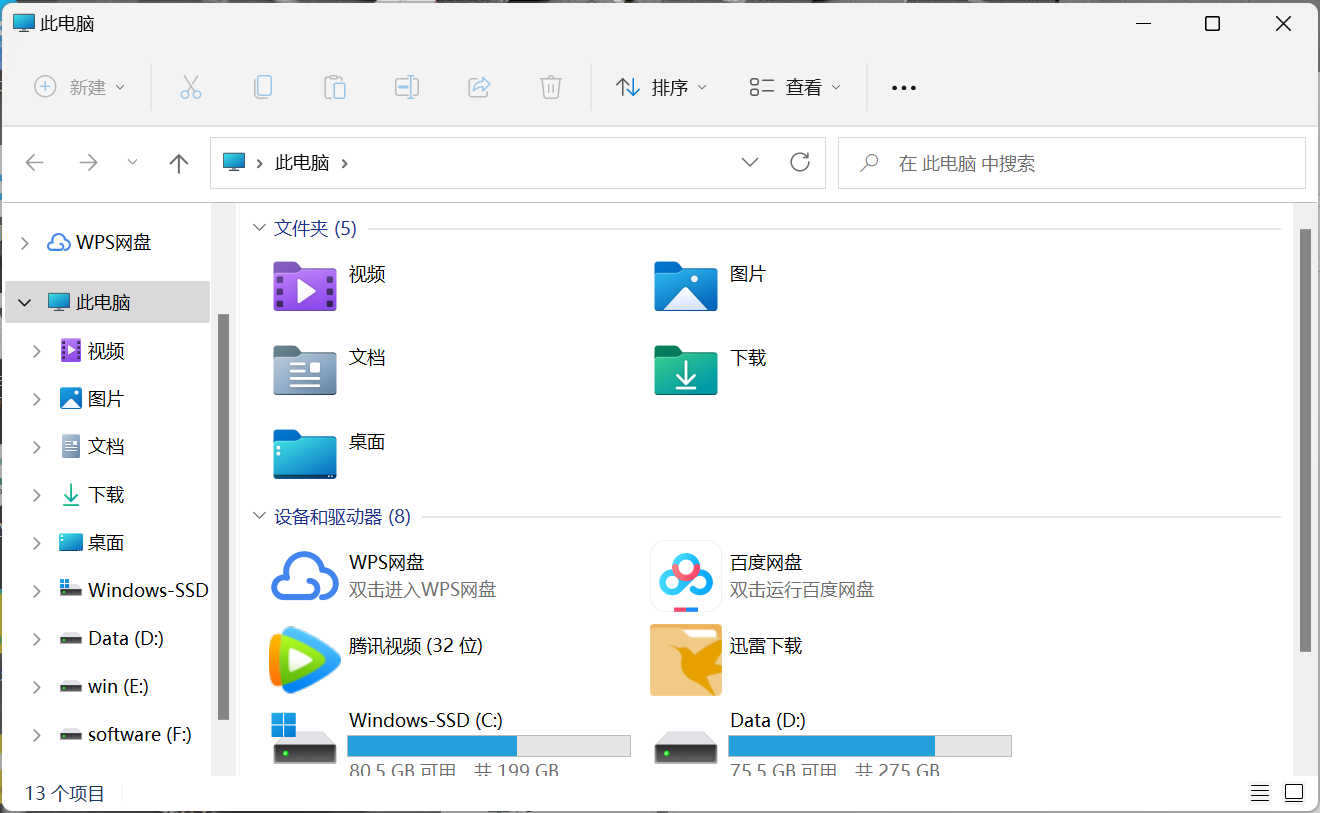 此电脑
新建
排序
查看
此电脑
在 此电脑 中搜索
WPS网盘
此电脑
视频
图片
文档
下载
桌面
Windows-SSD
Data (D:)
win (E:)
software (F:)
文件夹 (5)
视频
图片
文档
下载
桌面
设备和驱动器 (8)
WPS网盘
双击进入WPS网盘
百度网盘
双击运行百度网盘
腾讯视频 (32 位)
迅雷下载
Windows-SSD (C:)
80.5 GB 可用，共 199 GB
Data (D:)
75.5 GB 可用，共 275 GB
13 个项目